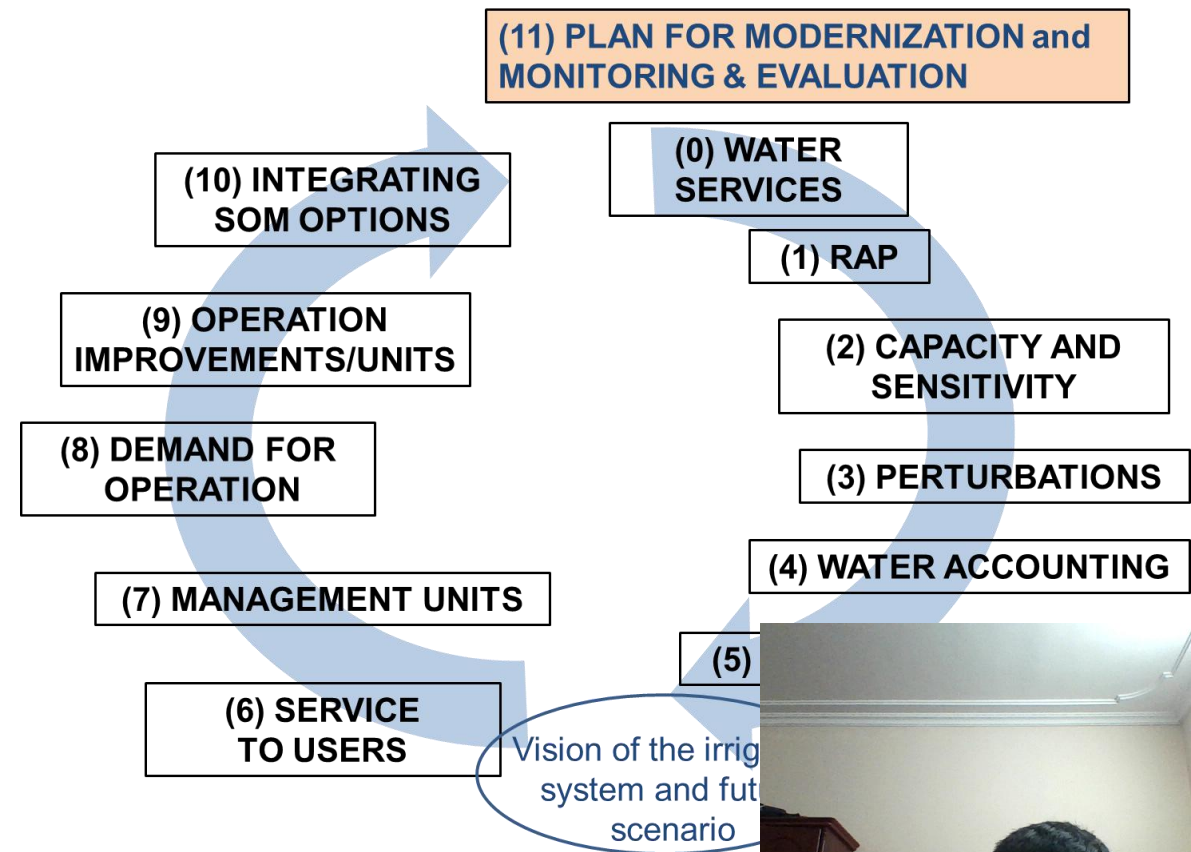 (11) PLAN FOR MODERNIZATION and
MONITORING & EVALUATION
(0) WATER
SERVICES
(1) RAP
(2) CAPACITY AND
SENSITIVITY
(3) PERTURBATIONS
(4) WATER ACCOUNTING
(5)
Vision of the
system and
scenario
(6) SERVICE
TO USERS
(7) MANAGEMENT UNITS
(8) DEMAND FOR
OPERATION
(9) OPERATION
IMPROVEMENTS/UNITS
(10) INTEGRATING
SOM OPTIONS